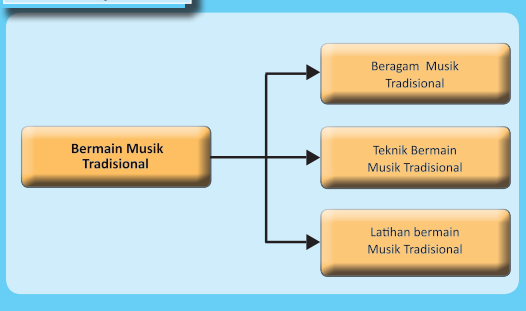 Beragam Musik
Tradisional
Bermain Musik
Tradisional
Teknik Bermain
Musik Tradisional
Latihan bermain
Musik Tradisional